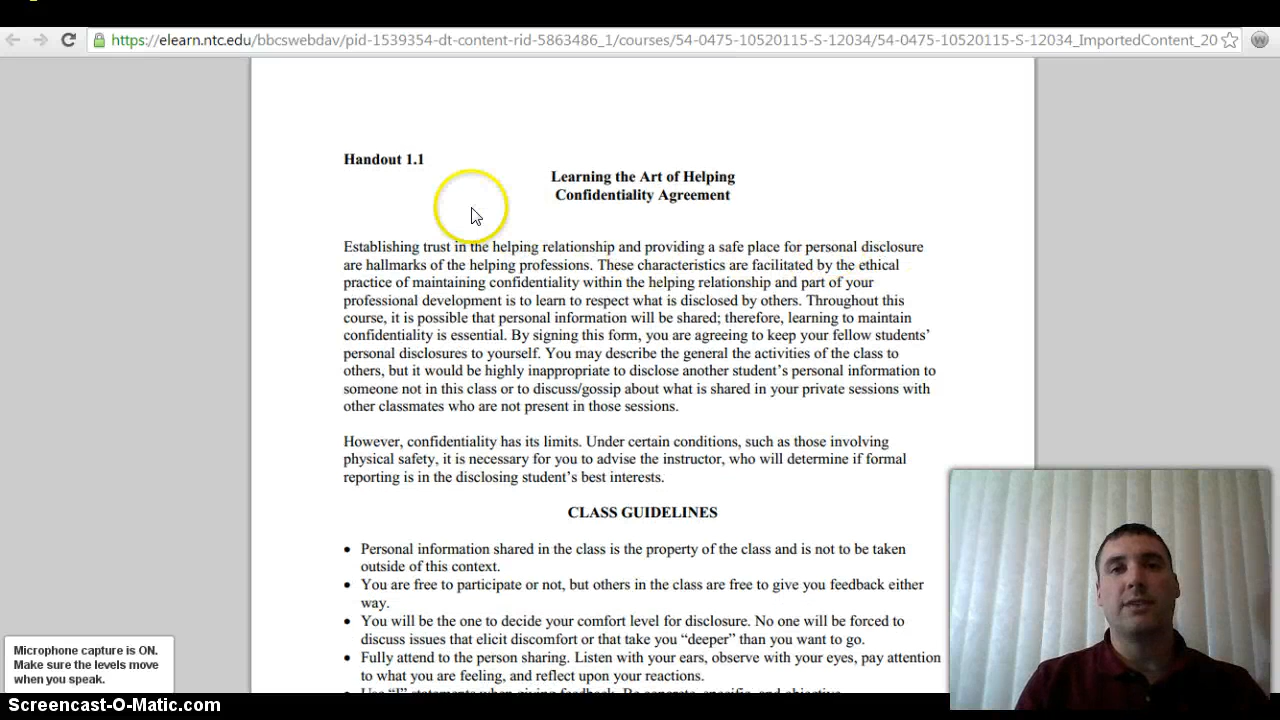 https://elearn.ntc.edu/bbcswebdav/pid-1539354-dt-content-rid-5863486_1/courses/54-0475-10520115-S-12034/54-0475-10520115-S-12034_ImportedContent_20
Handout 1.1
Learning the Art of Helping
Confidentiality Agreement
Establishing trust in the helping relationship and providing a safe place for personal disclosure
are hallmarks of the helping professions. These characteristics are facilitated by the ethical
practice of maintaining confidentiality within the helping relationship and part of your
professional development is to learn to respect what is disclosed by others. Throughout this
course, it is possible that personal information will be shared; therefore, learning to maintain
confidentiality is essential. By signing this form, you are agreeing to keep your fellow students’
personal disclosures to yourself. You may describe the general the activities of the class to
others, but it would be highly inappropriate to disclose another student’s personal information to
someone not in this class or to discuss/gossip about what is shared in your private sessions with
other classmates who are not present in those sessions.
However, confidentiality has its limits. Under certain conditions, such as those involving
physical safety, it is necessary for you to advise the instructor, who will determine if formal
reporting is in the disclosing student’s best interests.
CLASS GUIDELINES
• Personal information shared in the class is the property of the class and is not to be taken
outside of this context.
• You are free to participate or not, but others in the class are free to give you feedback either
way.
• You will be the one to decide your comfort level for disclosure. No one will be forced to
discuss issues that elicit discomfort or that take you “deeper” than you want to go.
• Fully attend to the person sharing. Listen with your ears, observe with your eyes, pay attention
to what you are feeling, and reflect upon your reactions.
• Use “I” statements when giving feedback. Be concrete, specific, and objective.
Microphone capture is ON.
Make sure the levels move
when you speak.
Screencast-O-Matic.com